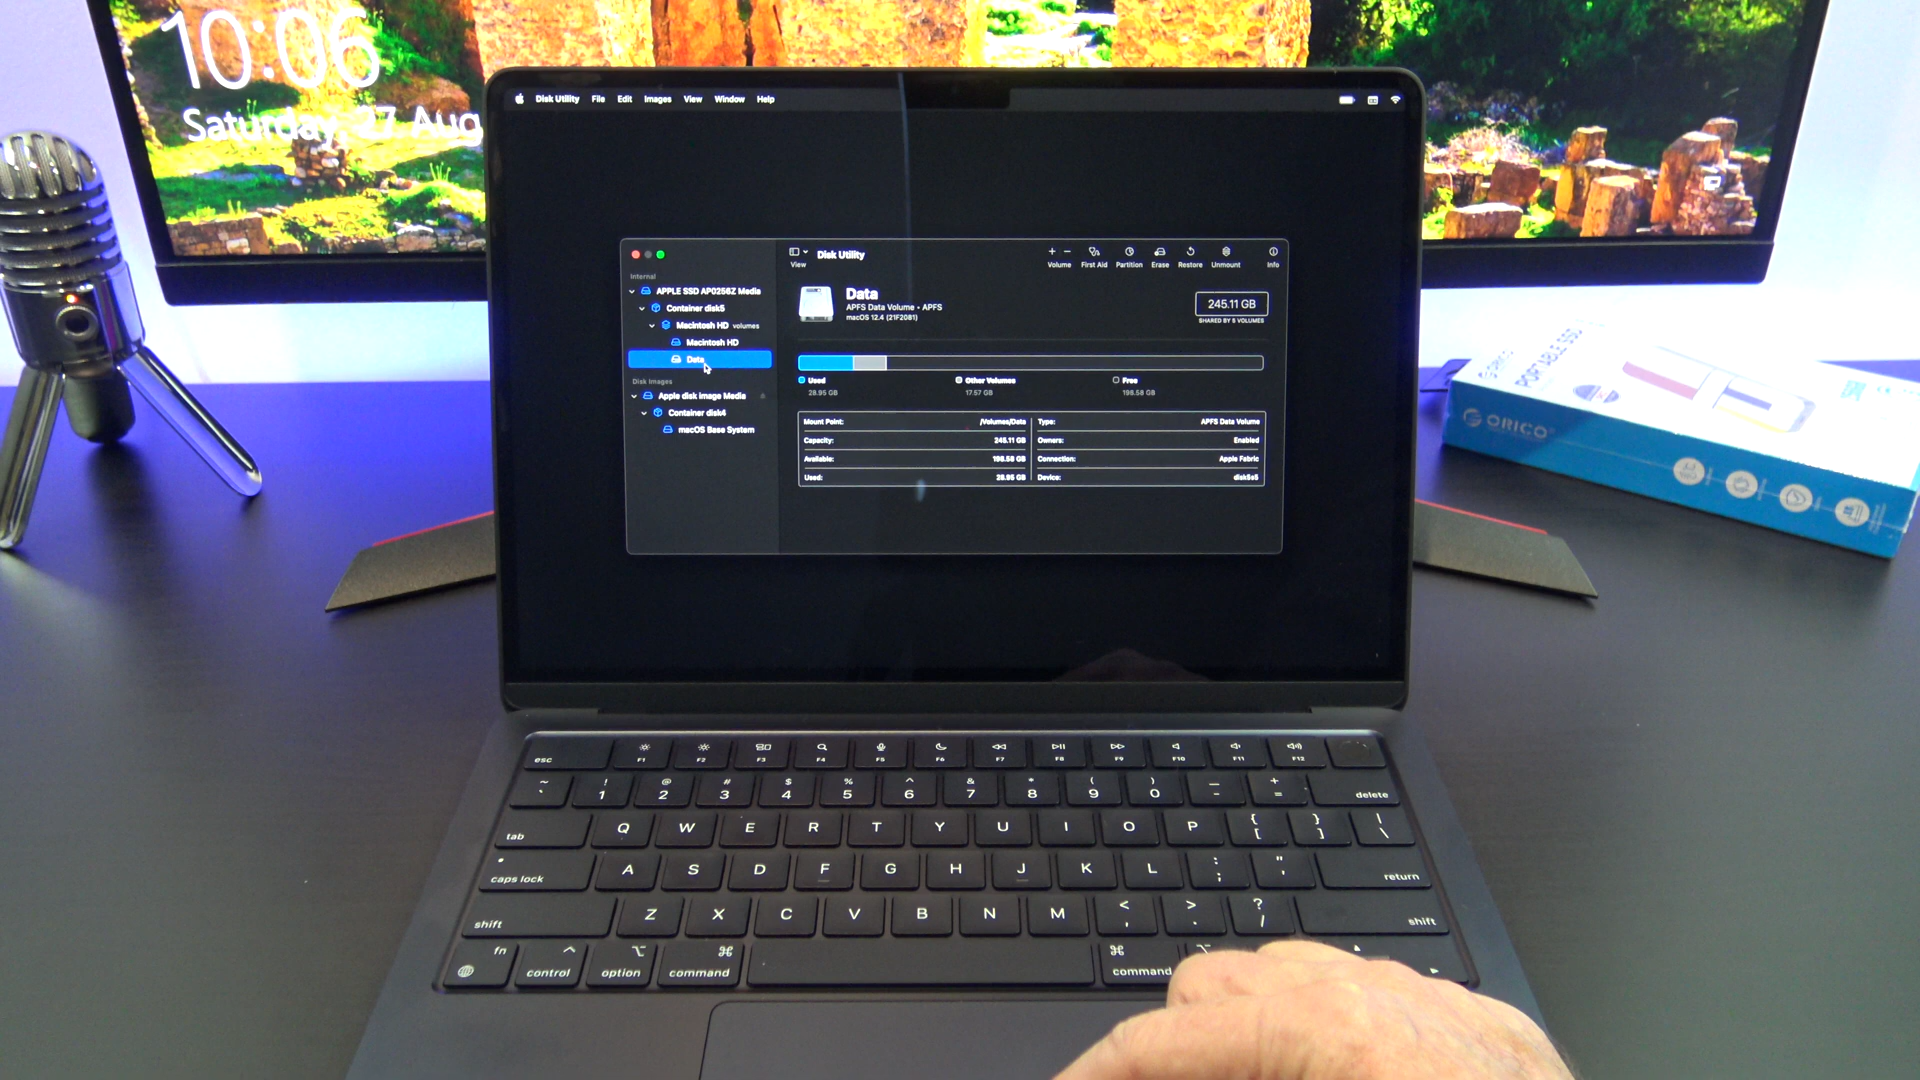 10:06
Saturday, 27 Aug
Disk Utility File Edit Images View Window Help
Internal
APPLE SSD AP0256Z Media
Container disk5
Macintosh HD volumes
Macintosh HD
Data
Disk Images
Apple disk image Media
Container disk4
macOS Base System
View
Disk Utility
Volume First Aid Partition Erase Restore Unmount Info
Data
APFS Data Volume • APFS
macOS 12.4 (21F2081)
245.11 GB
SHARED BY 5 VOLUMES
Used
28.95 GB
Other Volumes
17.57 GB
Free
198.58 GB
Mount Point: /Volumes/Data
Capacity: 245.11 GB
Available: 198.58 GB
Used: 28.95 GB
Type: APFS Data Volume
Owners: Enabled
Connection: Apple Fabric
Device: disk5s5
PORTABLE SSD
ORICO
esc F1 F2 F3 F4 F5 F6 F7 F8 F9 F10 F11 F12
~ ! @ # $ % ^ & * ( ) — +
` 1 2 3 4 5 6 7 8 9 0 - = delete
tab Q W E R T Y U I O P { [ } ] | \
caps lock A S D F G H J K L : ; " ' return
shift Z X C V B N M < , > . ? / shift
fn control option command command